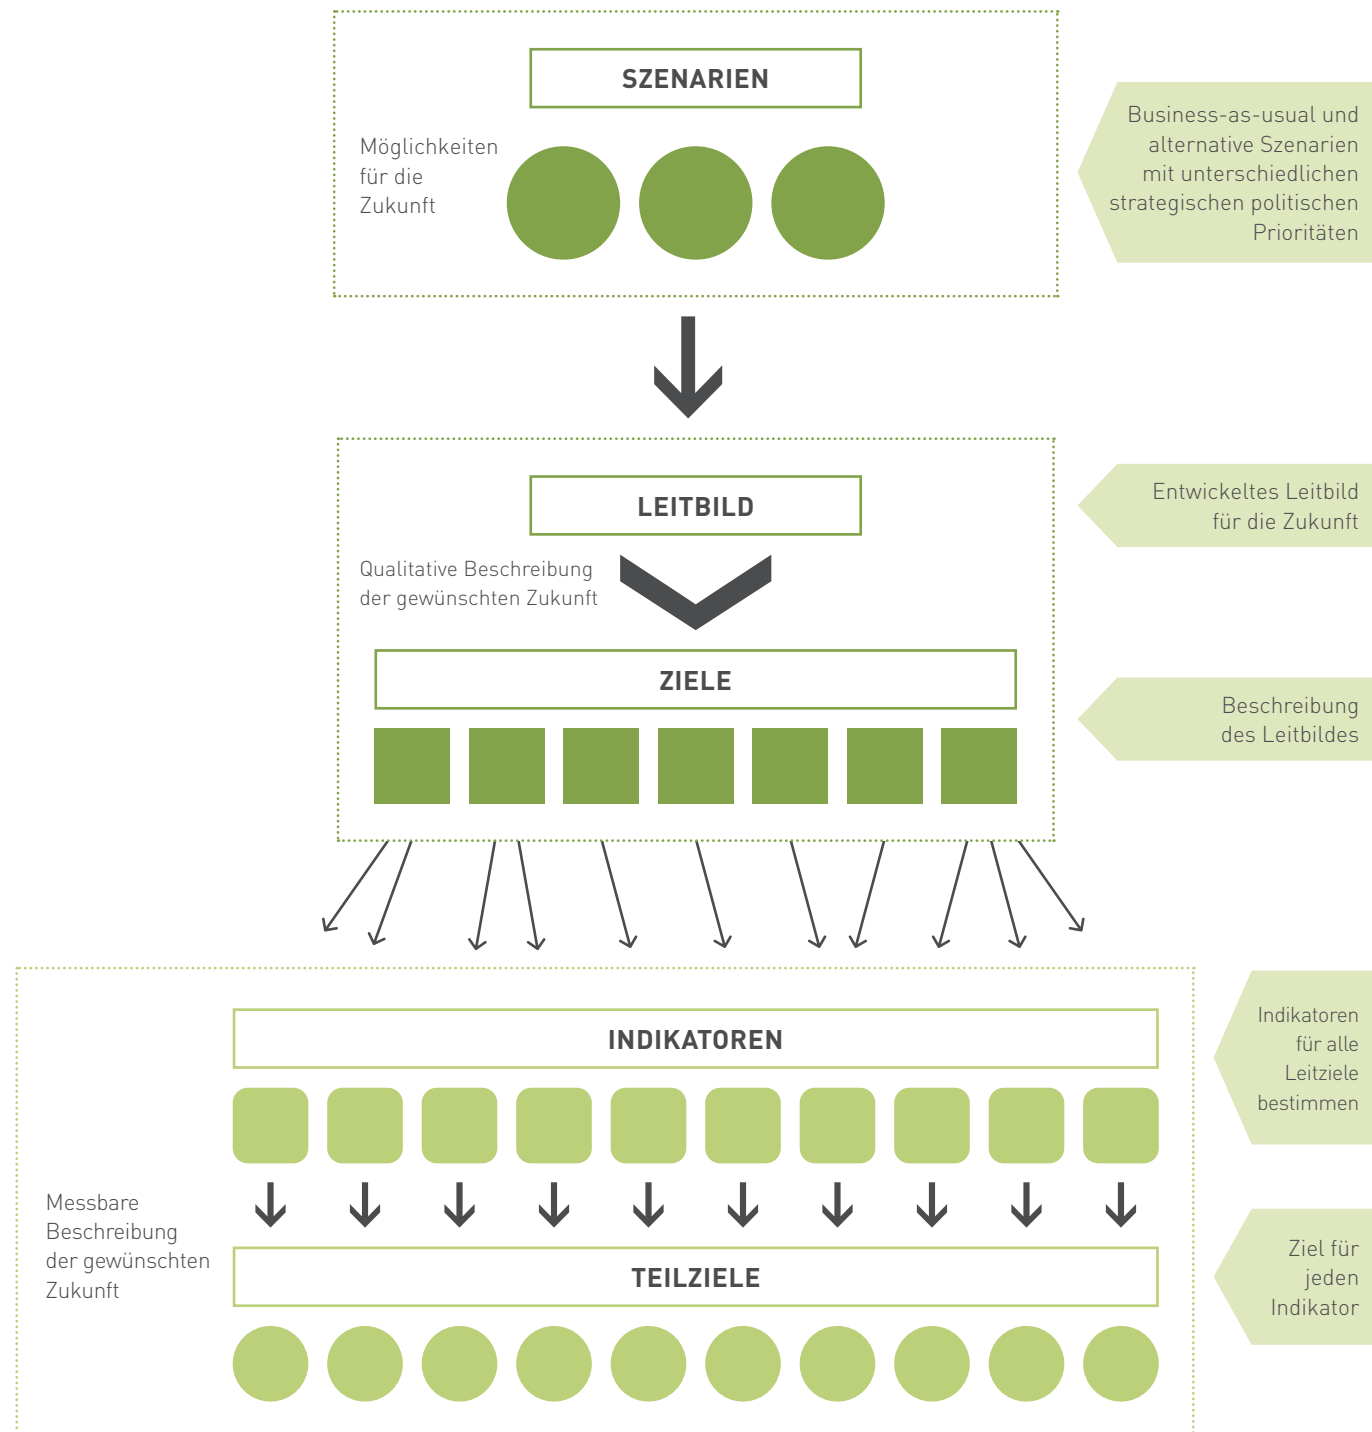 SZENARIEN
Möglichkeiten
für die
Zukunft
Business-as-usual und
alternative Szenarien
mit unterschiedlichen
strategischen politischen
Prioritäten
LEITBILD
Qualitative Beschreibung
der gewünschten Zukunft
Entwickeltes Leitbild
für die Zukunft
ZIELE
Beschreibung
des Leitbildes
INDIKATOREN
Indikatoren
für alle
Leitziele
bestimmen
Messbare
Beschreibung
der gewünschten
Zukunft
TEILZIELE
Ziel für
jeden
Indikator